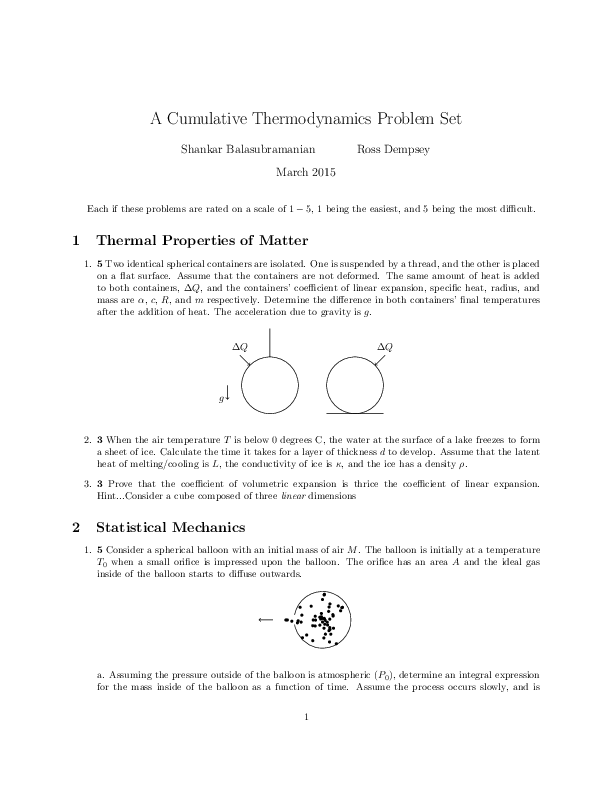 A Cumulative Thermodynamics Problem Set
Shankar Balasubramanian Ross Dempsey
March 2015
Each if these problems are rated on a scale of 1 − 5, 1 being the easiest, and 5 being the most difficult.
1 Thermal Properties of Matter
1. 5 Two identical spherical containers are isolated. One is suspended by a thread, and the other is placed
on a flat surface. Assume that the containers are not deformed. The same amount of heat is added
to both containers, ΔQ, and the containers' coefficient of linear expansion, specific heat, radius, and
mass are α, c, R, and m respectively. Determine the difference in both containers' final temperatures
after the addition of heat. The acceleration due to gravity is g.
ΔQ ΔQ
g
2. 3 When the air temperature T is below 0 degrees C, the water at the surface of a lake freezes to form
a sheet of ice. Calculate the time it takes for a layer of thickness d to develop. Assume that the latent
heat of melting/cooling is L, the conductivity of ice is κ, and the ice has a density ρ.
3. 3 Prove that the coefficient of volumetric expansion is thrice the coefficient of linear expansion.
Hint...Consider a cube composed of three linear dimensions
2 Statistical Mechanics
1. 5 Consider a spherical balloon with an initial mass of air M. The balloon is initially at a temperature
T₀ when a small orifice is impressed upon the balloon. The orifice has an area A and the ideal gas
inside of the balloon starts to diffuse outwards.
a. Assuming the pressure outside of the balloon is atmospheric (P₀), determine an integral expression
for the mass inside of the balloon as a function of time. Assume the process occurs slowly, and is
1